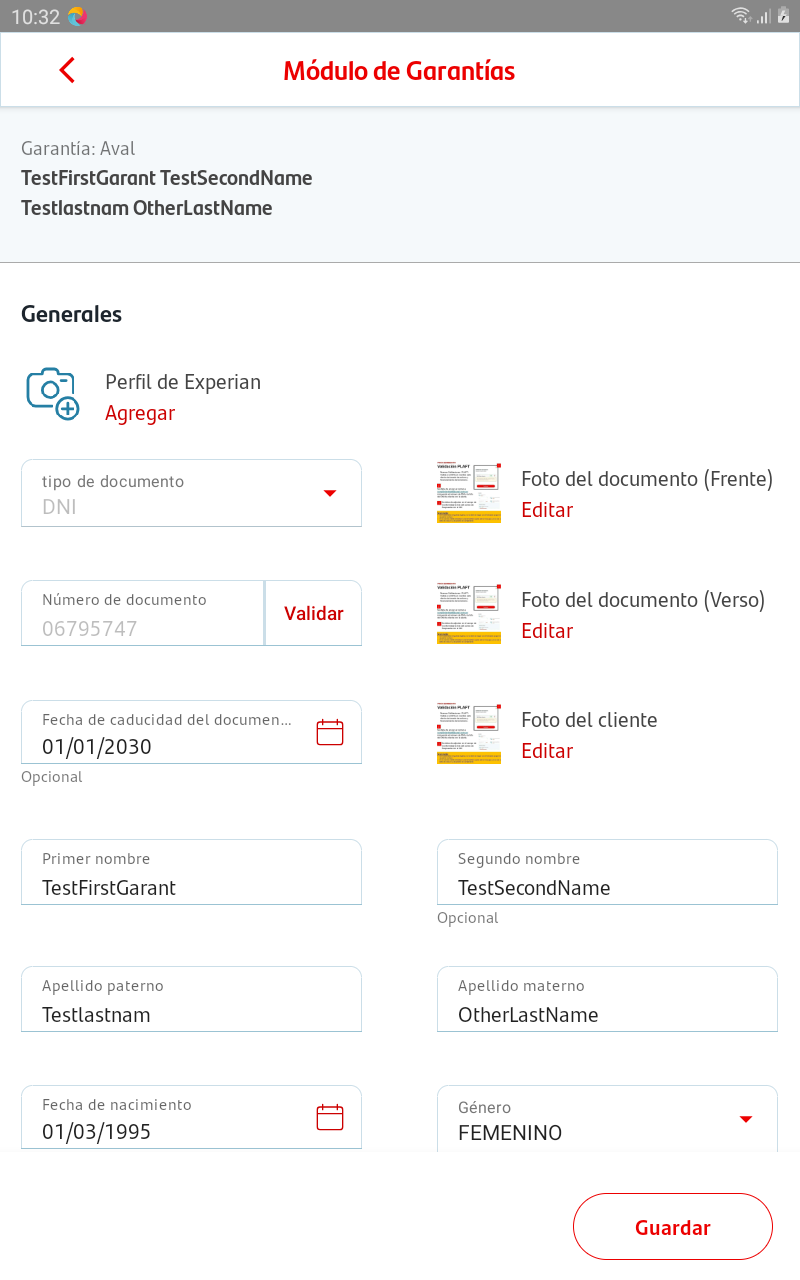 10:32
Módulo de Garantías
Garantía: Aval
TestFirstGarant TestSecondName
Testlastnam OtherLastName
Generales
Perfil de Experian
Agregar
tipo de documento
DNI
Foto del documento (Frente)
Editar
Número de documento
06795747
Validar
Foto del documento (Verso)
Editar
Fecha de caducidad del documen...
01/01/2030
Opcional
Foto del cliente
Editar
Primer nombre
TestFirstGarant
Segundo nombre
TestSecondName
Opcional
Apellido paterno
Testlastnam
Apellido materno
OtherLastName
Fecha de nacimiento
01/03/1995
Género
FEMENINO
Guardar